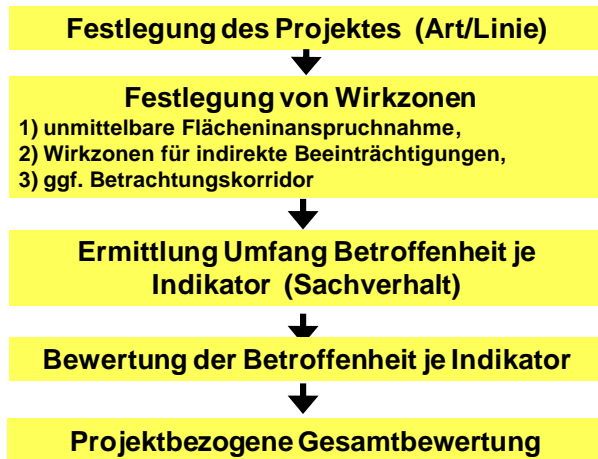 Festlegung des Projektes (Art/Linie)
Festlegung von Wirkzonen
1) unmittelbare Flächeninanspruchnahme,
2) Wirkzonen für indirekte Beeinträchtigungen,
3) ggf. Betrachtungskorridor
Ermittlung Umfang Betroffenheit je
Indikator (Sachverhalt)
Bewertung der Betroffenheit je Indikator
Projektbezogene Gesamtbewertung